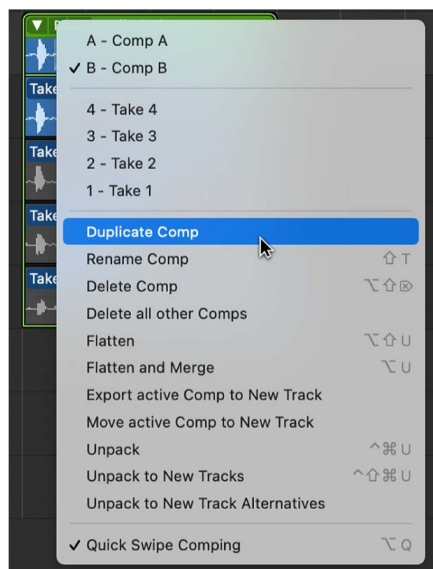 A - Comp A
✓ B - Comp B
4 - Take 4
3 - Take 3
2 - Take 2
1 - Take 1
Duplicate Comp
Rename Comp ⇧ T
Delete Comp ⌥⇧⌦
Delete all other Comps
Flatten ⌥⇧ U
Flatten and Merge ⌥ U
Export active Comp to New Track
Move active Comp to New Track
Unpack ^⌘ U
Unpack to New Tracks ^⇧⌘ U
Unpack to New Track Alternatives
✓ Quick Swipe Comping ⌥ Q
Take
Take
Take
Take